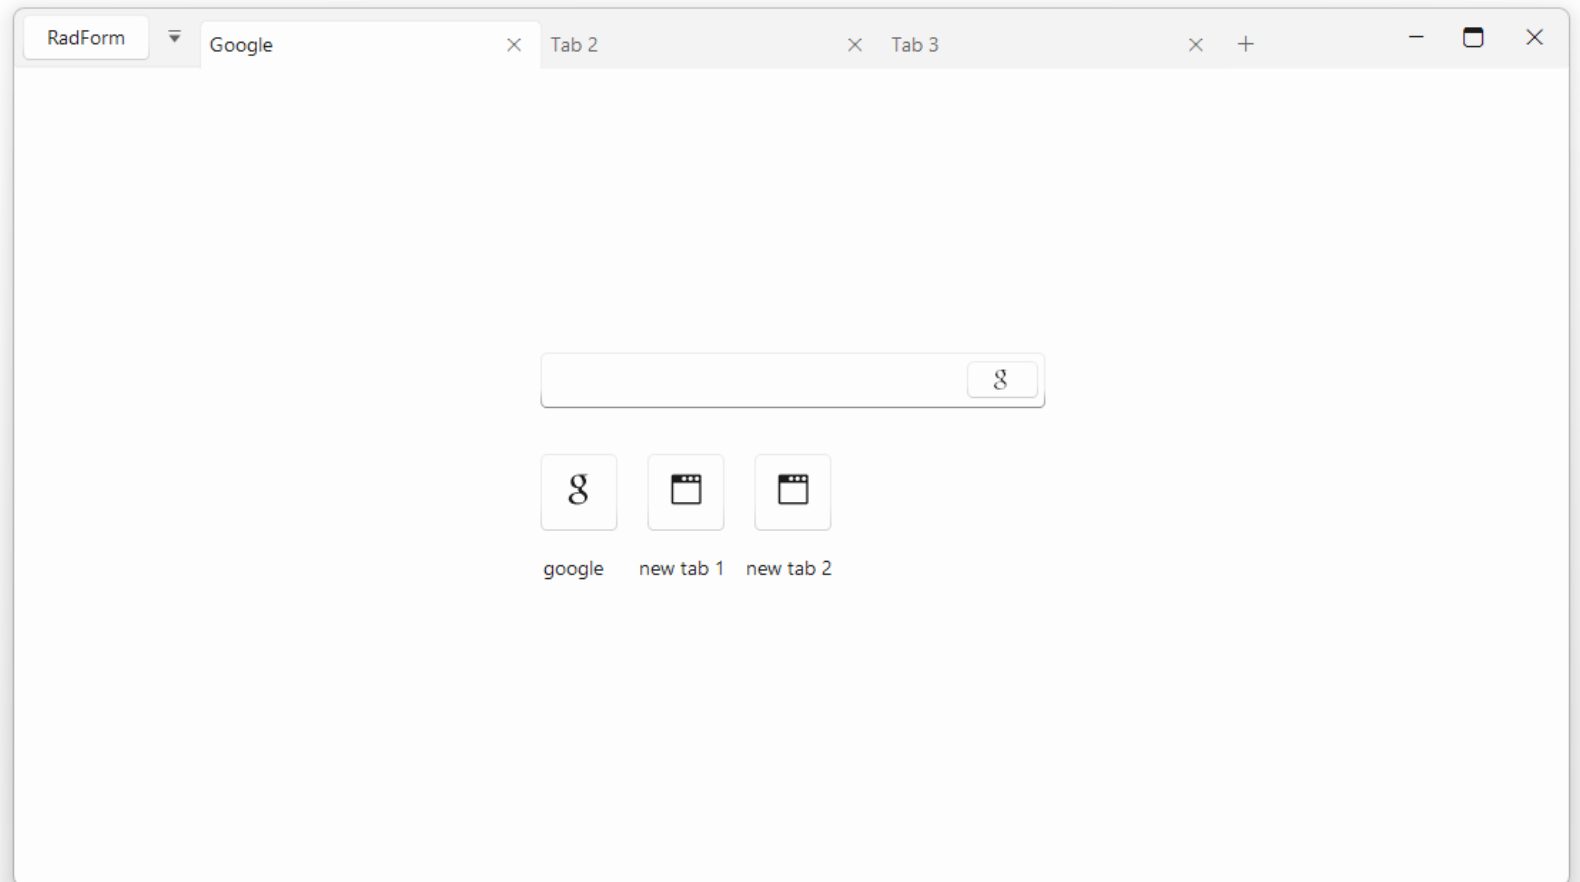 RadForm
Google
Tab 2
Tab 3
g
g
google
new tab 1
new tab 2